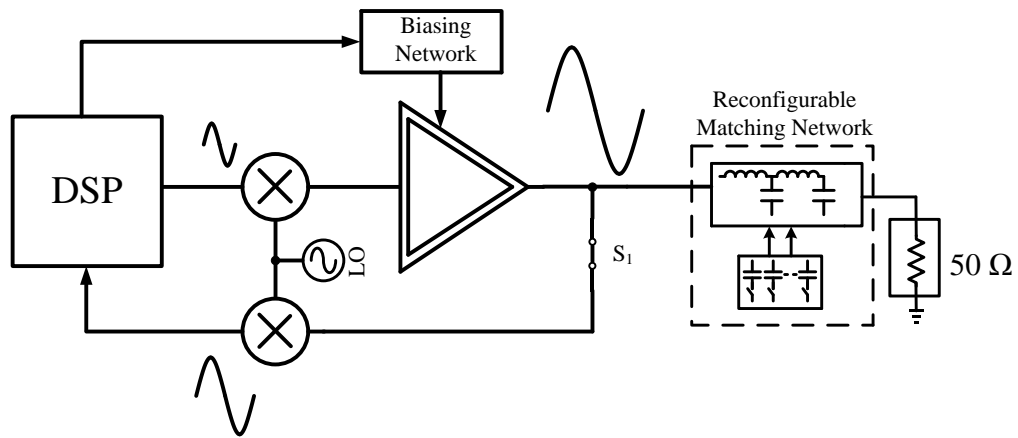 Biasing
Network
Reconfigurable
Matching Network
DSP
LO
S₁
50 Ω